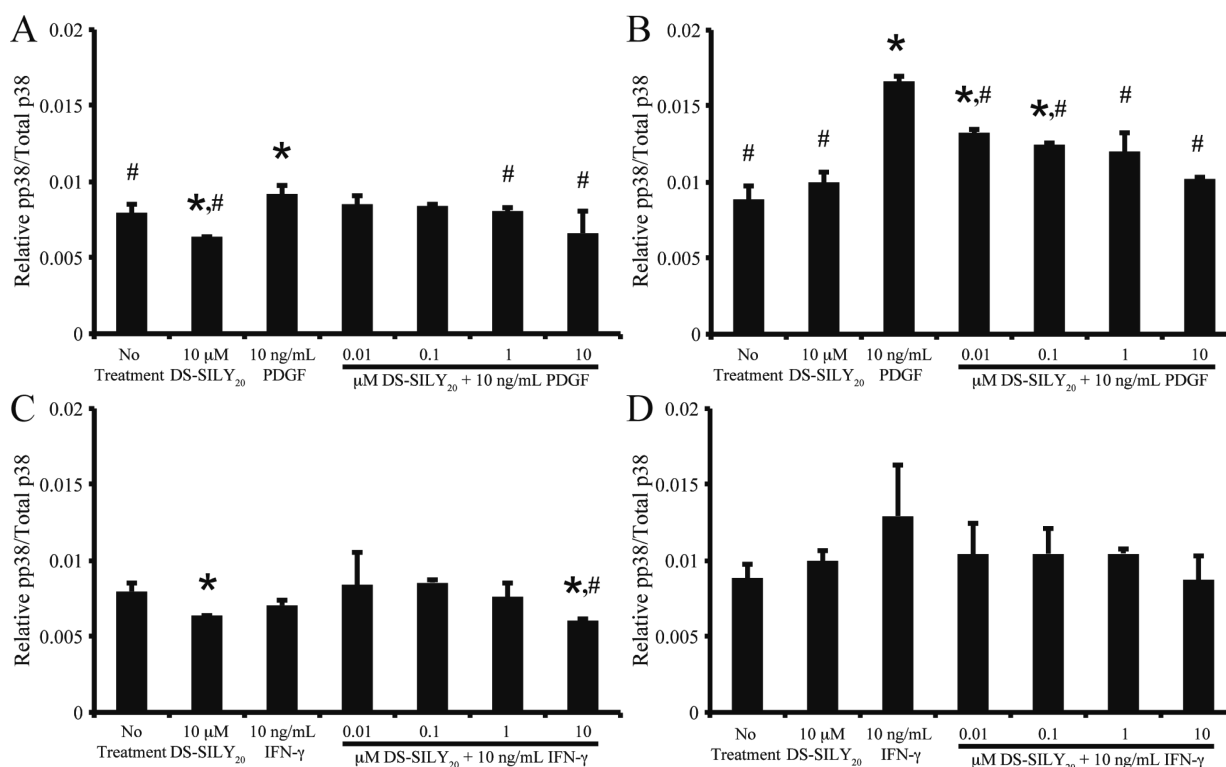 A
Relative pp38/Total p38
0.02
0.015
0.01
0.005
0
# *,# * # #
No 10 μM 10 ng/mL 0.01 0.1 1 10
Treatment DS-SILY₂₀ PDGF μM DS-SILY₂₀ + 10 ng/mL PDGF
B
Relative pp38/Total p38
0.02
0.015
0.01
0.005
0
# # * *,# *,# # #
No 10 μM 10 ng/mL 0.01 0.1 1 10
Treatment DS-SILY₂₀ PDGF μM DS-SILY₂₀ + 10 ng/mL PDGF
C
Relative pp38/Total p38
0.02
0.015
0.01
0.005
0
* *,#
No 10 μM 10 ng/mL 0.01 0.1 1 10
Treatment DS-SILY₂₀ IFN-γ μM DS-SILY₂₀ + 10 ng/mL IFN-γ
D
Relative pp38/Total p38
0.02
0.015
0.01
0.005
0
No 10 μM 10 ng/mL 0.01 0.1 1 10
Treatment DS-SILY₂₀ IFN-γ μM DS-SILY₂₀ + 10 ng/mL IFN-γ